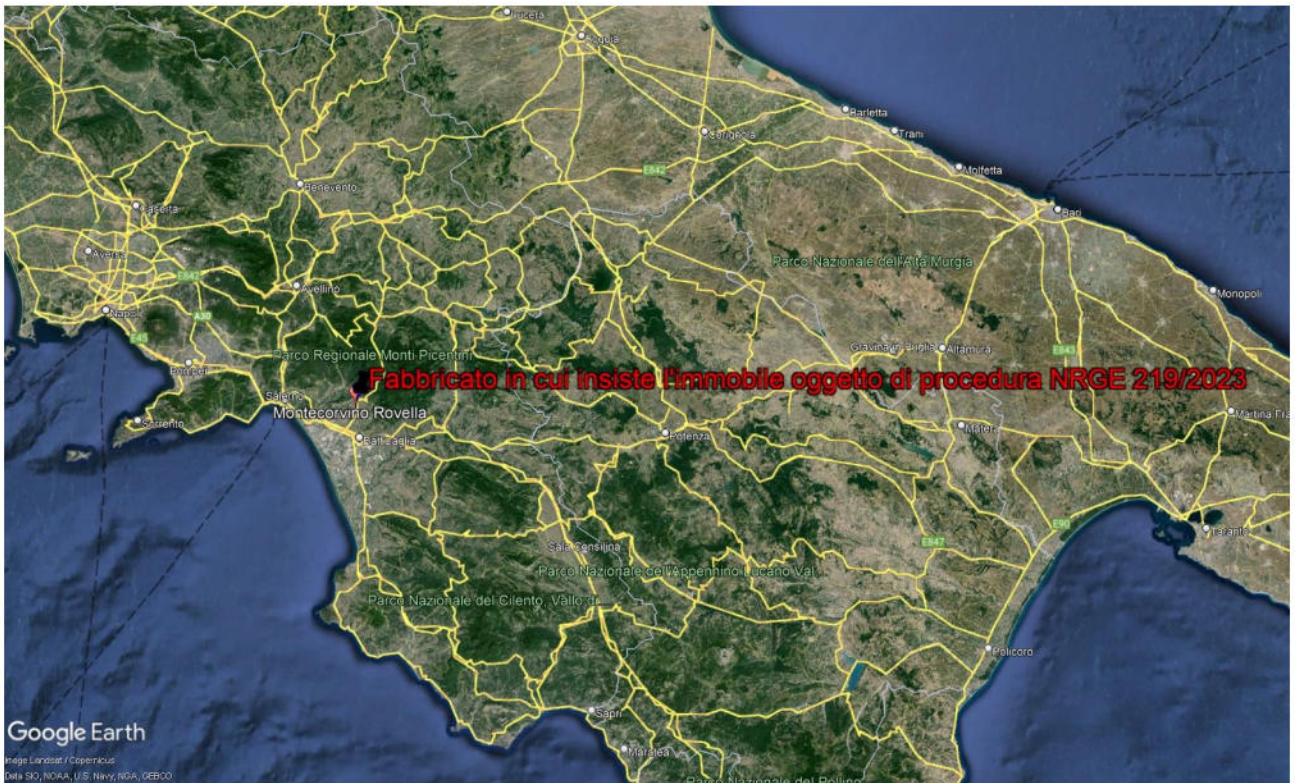 Lucera
Foggia
Barletta
Cerignola
Trani
E842
Molfetta
Benevento
Caserta
Bari
Aversa
Parco Nazionale dell'Alta Murgia
E842
Avellino
Monopoli
Napoli
A30
E45
Gravina in Puglia
Altamura
E843
Parco Regionale Monti Picentini
Pompei
Fabbricato in cui insiste l'immobile oggetto di procedura NRGE 219/2023
Salerno
Montecorvino Rovella
Martina Fra
Sorrento
Battipaglia
Potenza
Matera
E90
Taranto
E847
Sala Consilina
Parco Nazionale dell'Appennino Lucano Val
Parco Nazionale del Cilento, Vallo di
Policoro
Sapri
Google Earth
Maratea
Image Landsat / Copernicus
Data SIO, NOAA, U.S. Navy, NGA, GEBCO
Parco Nazionale del Pollino